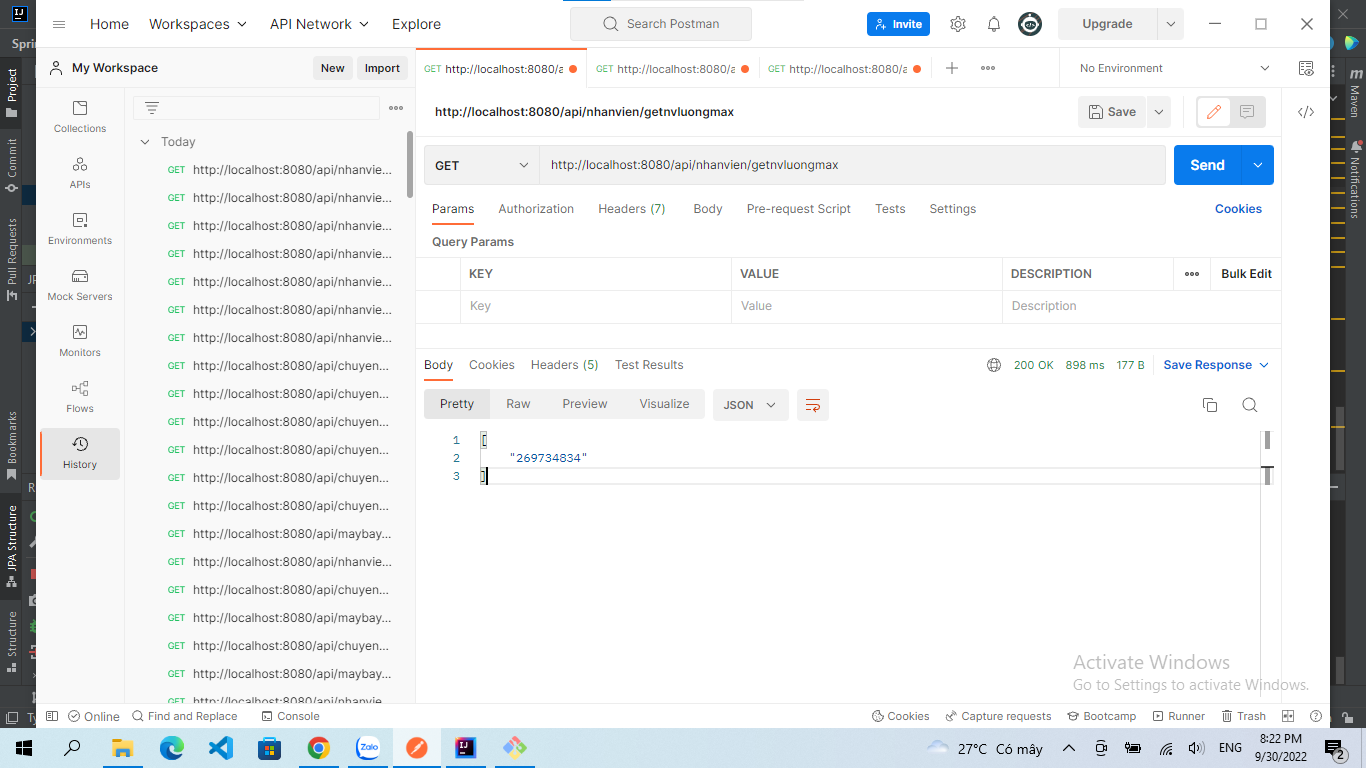 Home
Workspaces
API Network
Explore
Search Postman
Invite
Upgrade
Sprin
My Workspace
New
Import
GET http://localhost:8080/a
GET http://localhost:8080/a
GET http://localhost:8080/a
No Environment
Project
Commit
Pull Requests
Bookmarks
JPA Structure
Structure
Maven
Notifications
Collections
APIs
Environments
Mock Servers
Monitors
Flows
History
Today
GET http://localhost:8080/api/nhanvie...
GET http://localhost:8080/api/nhanvie...
GET http://localhost:8080/api/nhanvie...
GET http://localhost:8080/api/nhanvie...
GET http://localhost:8080/api/nhanvie...
GET http://localhost:8080/api/nhanvie...
GET http://localhost:8080/api/nhanvie...
GET http://localhost:8080/api/chuyen...
GET http://localhost:8080/api/chuyen...
GET http://localhost:8080/api/chuyen...
GET http://localhost:8080/api/chuyen...
GET http://localhost:8080/api/chuyen...
GET http://localhost:8080/api/chuyen...
GET http://localhost:8080/api/maybay...
GET http://localhost:8080/api/nhanvie...
GET http://localhost:8080/api/chuyen...
GET http://localhost:8080/api/maybay...
GET http://localhost:8080/api/chuyen...
GET http://localhost:8080/api/maybay...
GET http://localhost:8080/api/nhanvie
http://localhost:8080/api/nhanvien/getnvluongmax
Save
GET
http://localhost:8080/api/nhanvien/getnvluongmax
Send
Params
Authorization
Headers (7)
Body
Pre-request Script
Tests
Settings
Cookies
Query Params
KEY
VALUE
DESCRIPTION
Bulk Edit
Key
Value
Description
Body
Cookies
Headers (5)
Test Results
200 OK
898 ms
177 B
Save Response
Pretty
Raw
Preview
Visualize
JSON
1 [
2 "269734834"
3 ]
Activate Windows
Go to Settings to activate Windows.
Online
Find and Replace
Console
Cookies
Capture requests
Bootcamp
Runner
Trash
Zalo
27°C Có mây
ENG
8:22 PM
9/30/2022
2